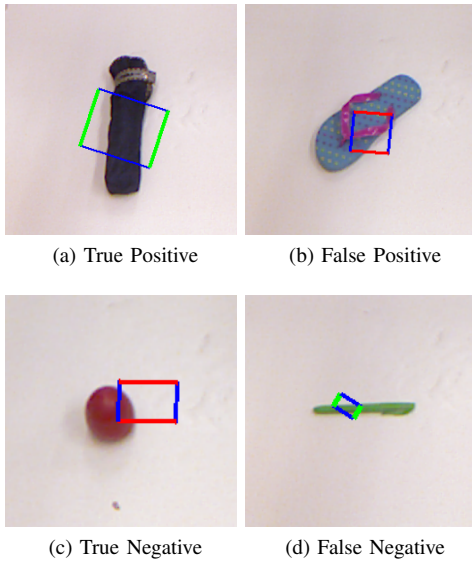 (a) True Positive
(b) False Positive
(c) True Negative
(d) False Negative